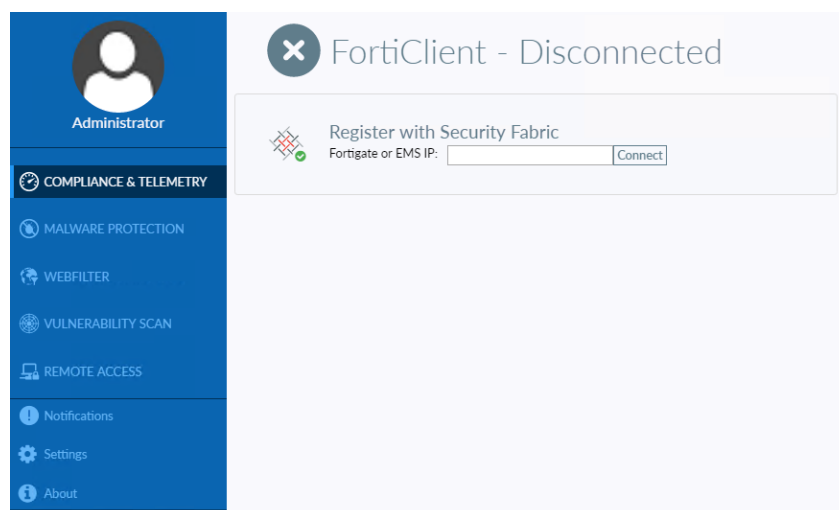 Administrator
COMPLIANCE & TELEMETRY
MALWARE PROTECTION
WEBFILTER
VULNERABILITY SCAN
REMOTE ACCESS
Notifications
Settings
About
FortiClient - Disconnected
Register with Security Fabric
Fortigate or EMS IP: Connect